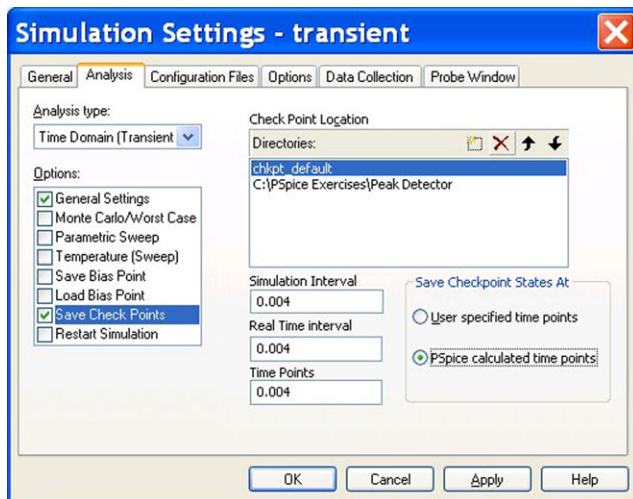 Simulation Settings - transient
General Analysis Configuration Files Options Data Collection Probe Window
Analysis type:
Time Domain (Transient
Options:
General Settings
Monte Carlo/Worst Case
Parametric Sweep
Temperature (Sweep)
Save Bias Point
Load Bias Point
Save Check Points
Restart Simulation
Check Point Location
Directories:
chkpt_default
C:\PSpice Exercises\Peak Detector
Simulation Interval
0.004
Real Time interval
0.004
Time Points
0.004
Save Checkpoint States At
User specified time points
PSpice calculated time points
OK Cancel Apply Help